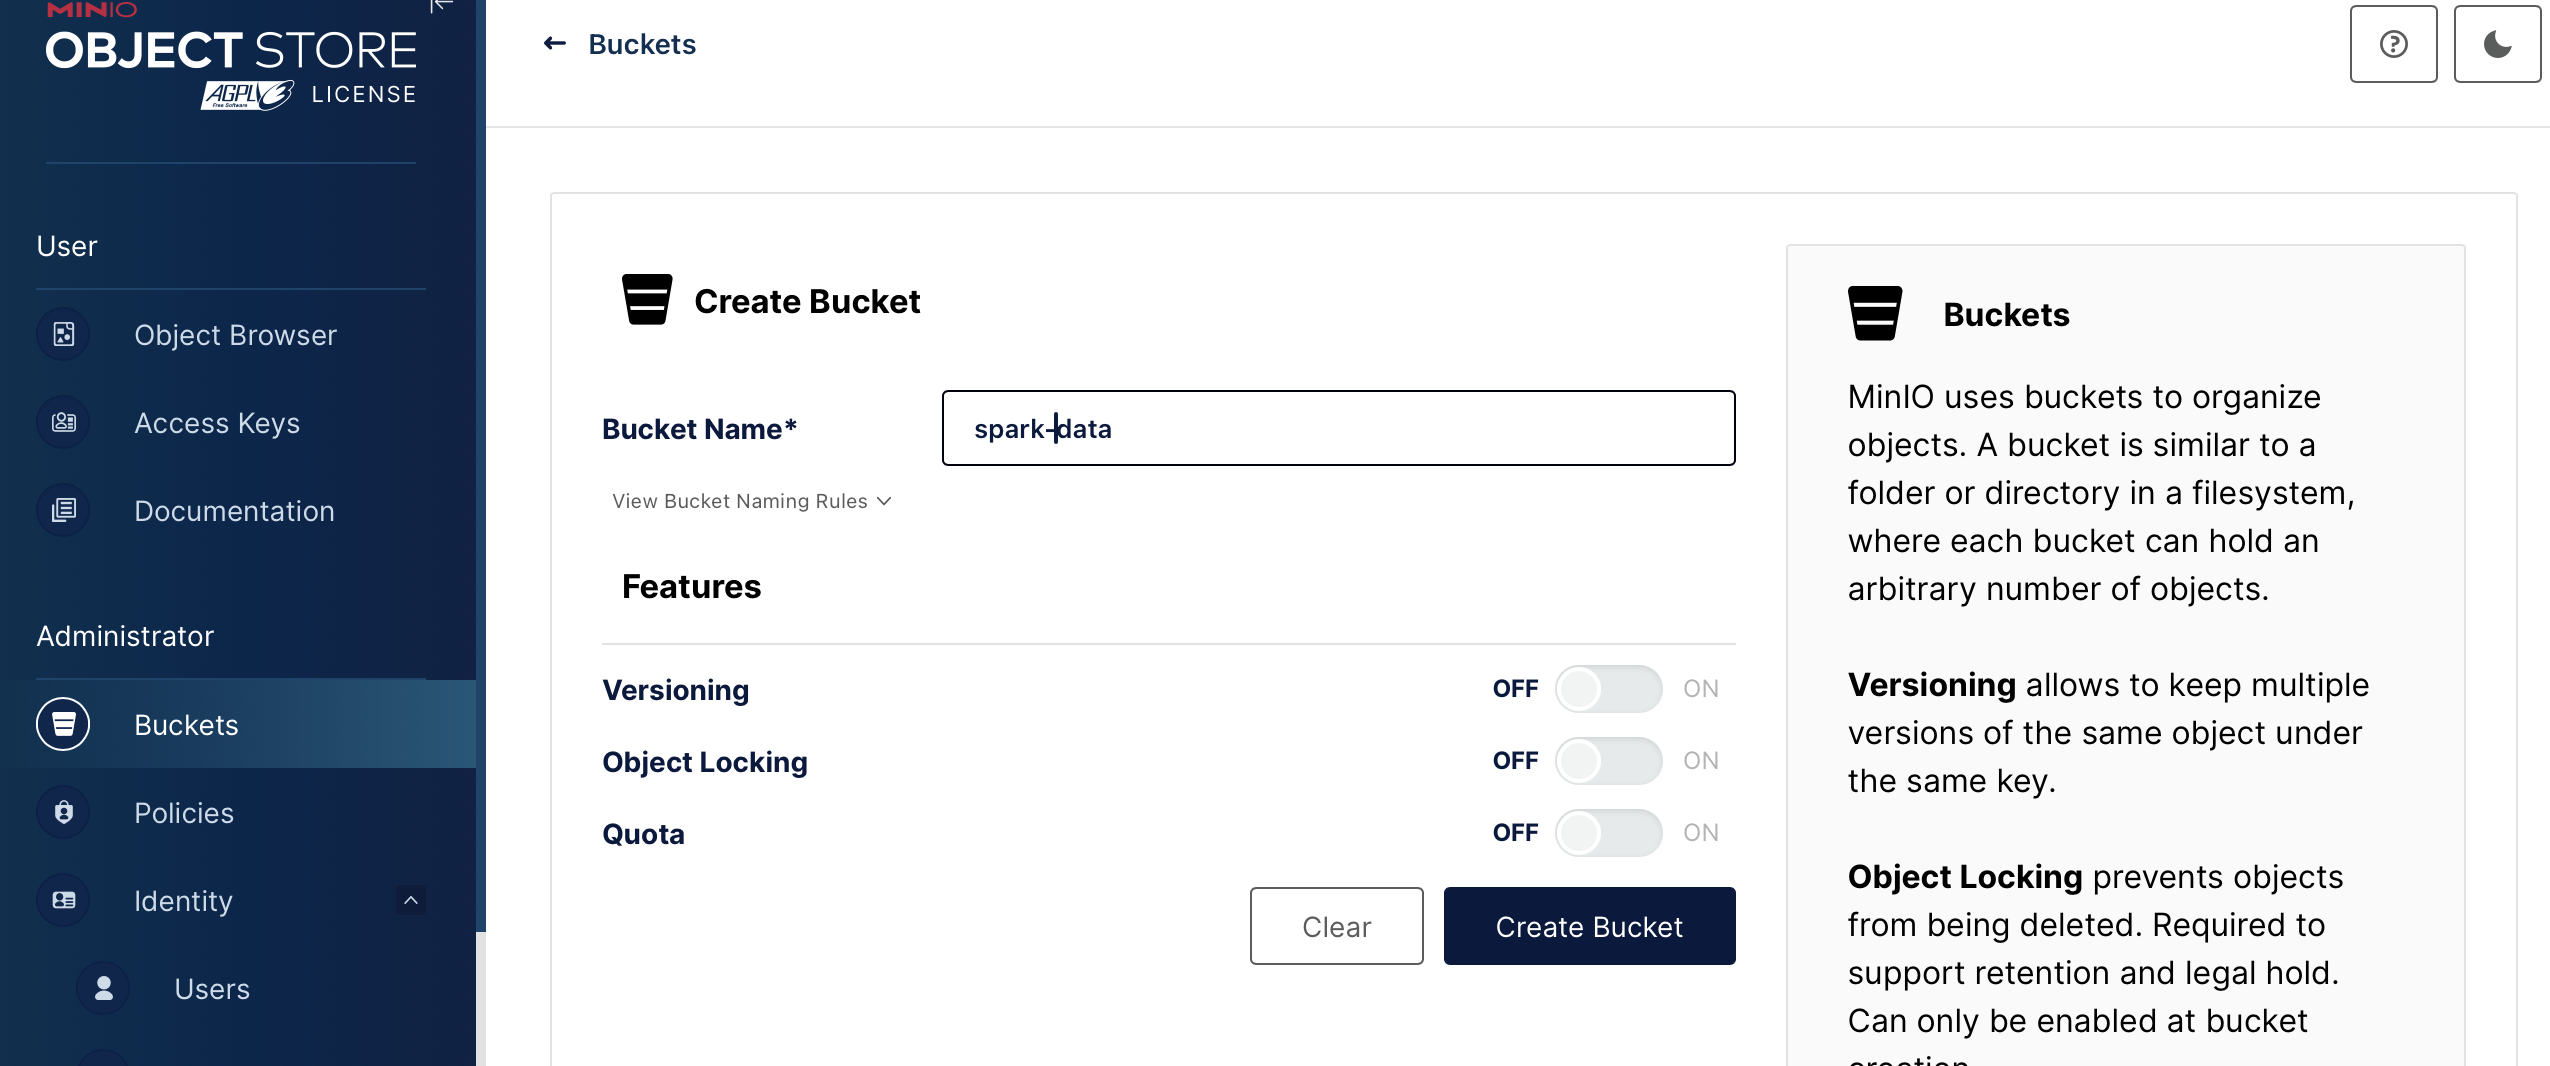 MINIO
OBJECT STORE
AGPL v3 LICENSE
Free Software
User
Object Browser
Access Keys
Documentation
Administrator
Buckets
Policies
Identity
Users
Buckets
Create Bucket
Bucket Name*
spark-data
View Bucket Naming Rules
Features
Versioning
OFF ON
Object Locking
OFF ON
Quota
OFF ON
Clear
Create Bucket
Buckets
MinIO uses buckets to organize
objects. A bucket is similar to a
folder or directory in a filesystem,
where each bucket can hold an
arbitrary number of objects.
Versioning allows to keep multiple
versions of the same object under
the same key.
Object Locking prevents objects
from being deleted. Required to
support retention and legal hold.
Can only be enabled at bucket
creation.